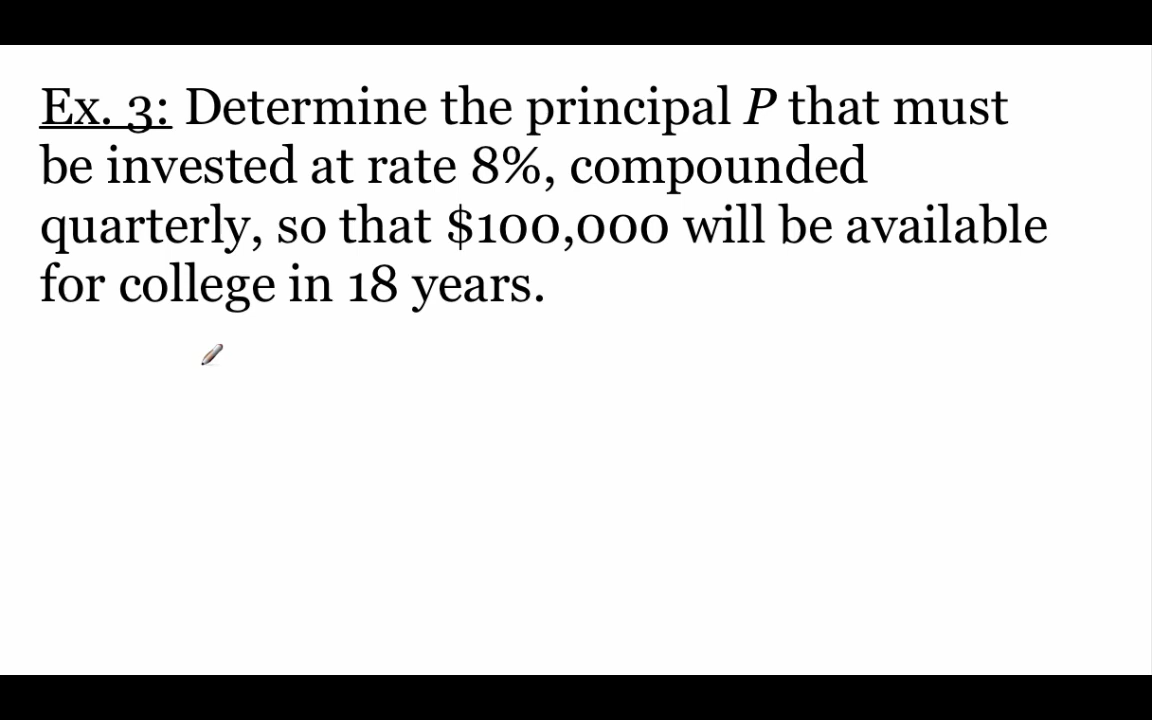 Ex. 3: Determine the principal P that must
be invested at rate 8%, compounded
quarterly, so that $100,000 will be available
for college in 18 years.